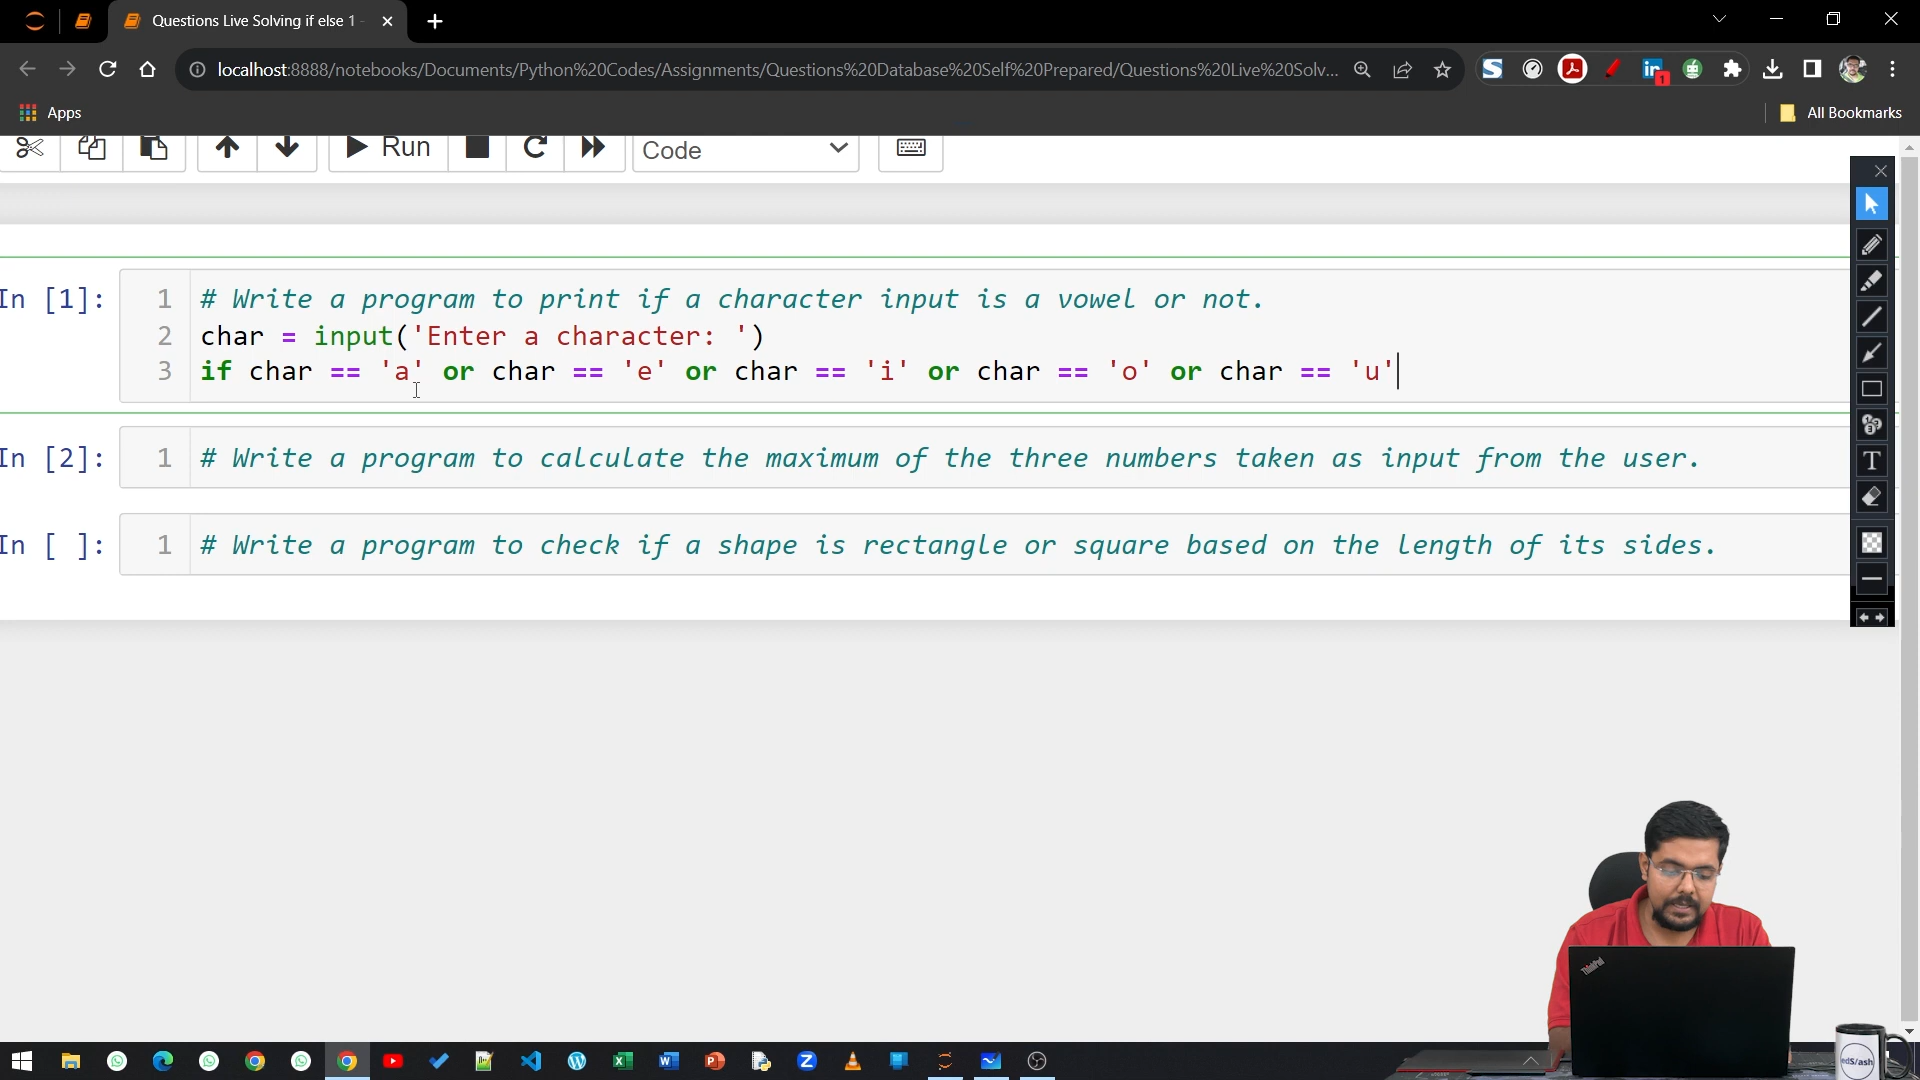 Questions Live Solving if else 1 -
localhost:8888/notebooks/Documents/Python%20Codes/Assignments/Questions%20Database%20Self%20Prepared/Questions%20Live%20Solv...
1
Apps
All Bookmarks
Run
Code
In [1]:
1 # Write a program to print if a character input is a vowel or not.
2 char = input('Enter a character: ')
3 if char == 'a' or char == 'e' or char == 'i' or char == 'o' or char == 'u'
In [2]:
1 # Write a program to calculate the maximum of the three numbers taken as input from the user.
In [ ]:
1 # Write a program to check if a shape is rectangle or square based on the length of its sides.
T
ThinkPad
edS/ash